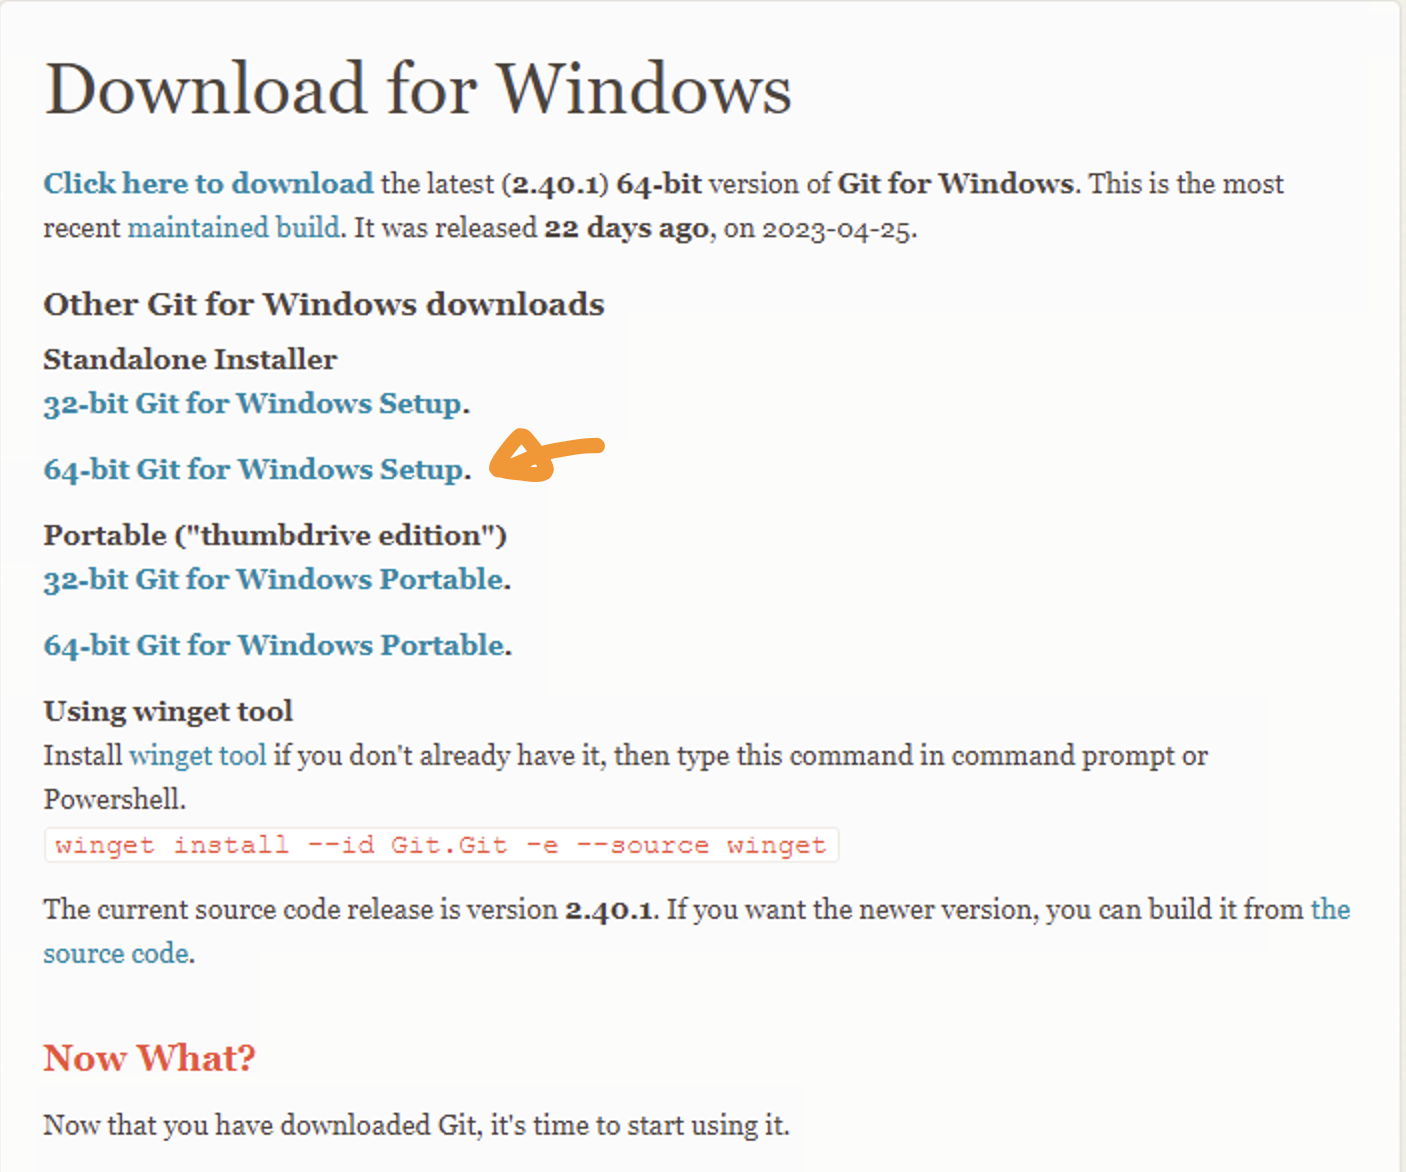 Download for Windows
Click here to download the latest (2.40.1) 64-bit version of Git for Windows. This is the most
recent maintained build. It was released 22 days ago, on 2023-04-25.
Other Git for Windows downloads
Standalone Installer
32-bit Git for Windows Setup.
64-bit Git for Windows Setup.
Portable ("thumbdrive edition")
32-bit Git for Windows Portable.
64-bit Git for Windows Portable.
Using winget tool
Install winget tool if you don't already have it, then type this command in command prompt or
Powershell.
winget install --id Git.Git -e --source winget
The current source code release is version 2.40.1. If you want the newer version, you can build it from the
source code.
Now What?
Now that you have downloaded Git, it's time to start using it.